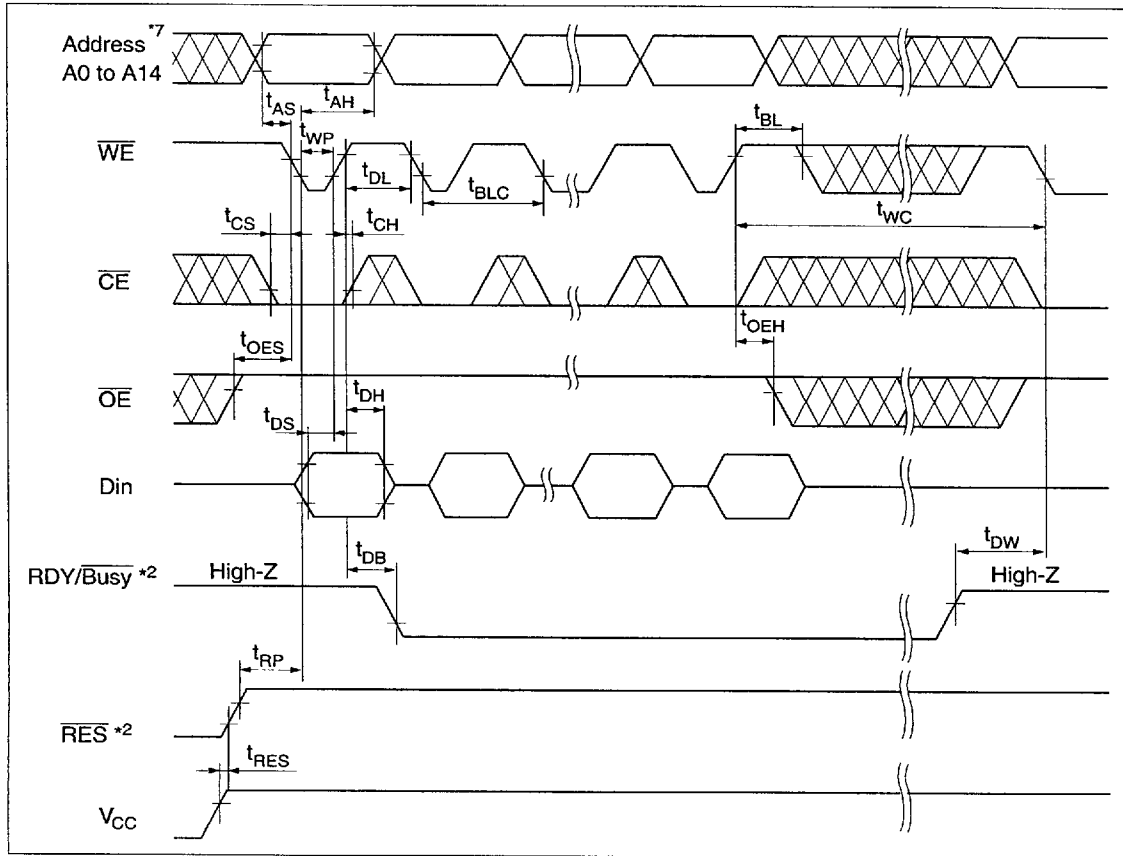 Address *7
A0 to A14
tAS
tAH
WE
tWP
tDL
tBLC
tBL
tWC
tCS
tCH
CE
tOES
tOEH
OE
tDH
tDS
Din
tDB
tDW
RDY/Busy *2
High-Z
High-Z
tRP
RES *2
tRES
VCC